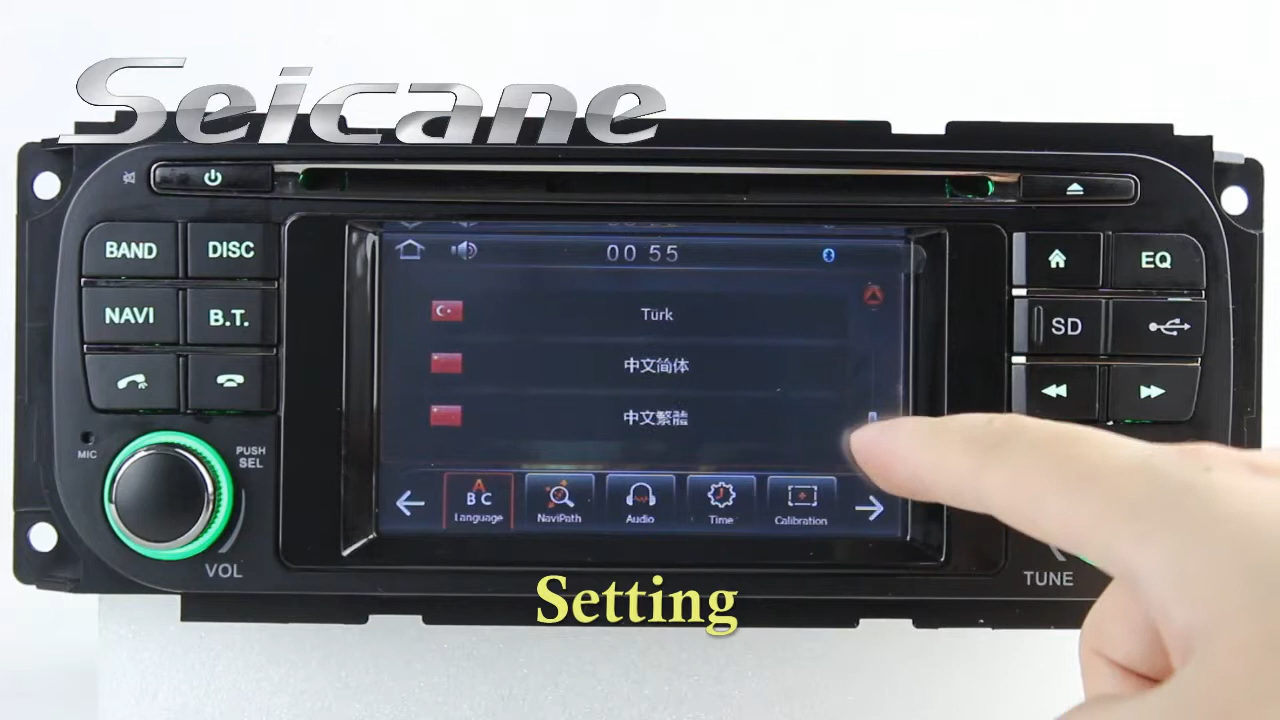 Seicane
BAND
DISC
NAVI
B.T.
MIC
PUSH
SEL
VOL
00 55
Türk
中文简体
中文繁體
A
B C
Language
NaviPath
Audio
Time
Calibration
EQ
SD
TUNE
Setting